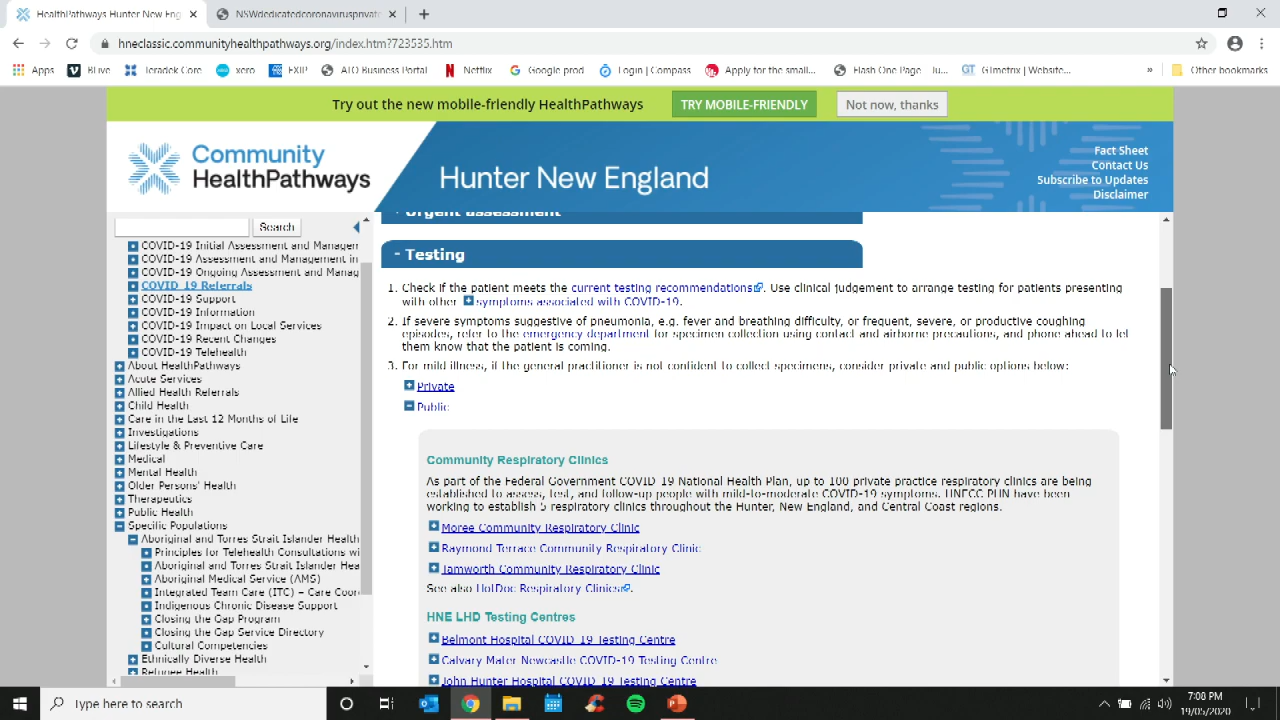 HealthPathways Hunter New Eng
NSWdedicatedcoronavirusprivate
hneclassic.communityhealthpathways.org/index.htm?723535.htm
Apps
BLive
Teradek Core
xero
EXIP
ATO Business Portal
Netflix
Google prod
Login | Compass
Apply for the small...
Flash One Page Ju...
GTmetrix | Website...
»
Other bookmarks
Try out the new mobile-friendly HealthPathways
TRY MOBILE-FRIENDLY
Not now, thanks
Community
HealthPathways
Hunter New England
Fact Sheet
Contact Us
Subscribe to Updates
Disclaimer
Search
COVID-19 Initial Assessment and Managem
COVID-19 Assessment and Management in
COVID-19 Ongoing Assessment and Manag
COVID-19 Referrals
COVID-19 Support
COVID-19 Information
COVID-19 Impact on Local Services
COVID-19 Recent Changes
COVID-19 Telehealth
About HealthPathways
Acute Services
Allied Health Referrals
Child Health
Care in the Last 12 Months of Life
Investigations
Lifestyle & Preventive Care
Medical
Mental Health
Older Persons' Health
Therapeutics
Public Health
Specific Populations
Aboriginal and Torres Strait Islander Health
Principles for Telehealth Consultations wi
Aboriginal and Torres Strait Islander Hea
Aboriginal Medical Service (AMS)
Integrated Team Care (ITC) – Care Coor
Indigenous Chronic Disease Support
Closing the Gap Program
Closing the Gap Service Directory
Cultural Competencies
Ethnically Diverse Health
Refugee Health
- Urgent assessment
- Testing
1. Check if the patient meets the current testing recommendations. Use clinical judgement to arrange testing for patients presenting
with other symptoms associated with COVID-19.
2. If severe symptoms suggestive of pneumonia, e.g. fever and breathing difficulty, or frequent, severe, or productive coughing
episodes, refer to the emergency department for specimen collection using contact and airborne precautions, and phone ahead to let
them know that the patient is coming.
3. For mild illness, if the general practitioner is not confident to collect specimens, consider private and public options below:
Private
Public
Community Respiratory Clinics
As part of the Federal Government COVID 19 National Health Plan, up to 100 private practice respiratory clinics are being
established to assess, test, and follow-up people with mild-to-moderate COVID-19 symptoms. HNECC PHN have been
working to establish 5 respiratory clinics throughout the Hunter, New England, and Central Coast regions.
Moree Community Respiratory Clinic
Raymond Terrace Community Respiratory Clinic
Tamworth Community Respiratory Clinic
See also HotDoc Respiratory Clinics.
HNE LHD Testing Centres
Belmont Hospital COVID 19 Testing Centre
Calvary Mater Newcastle COVID-19 Testing Centre
John Hunter Hospital COVID 19 Testing Centre
Type here to search
7:08 PM
19/05/2020